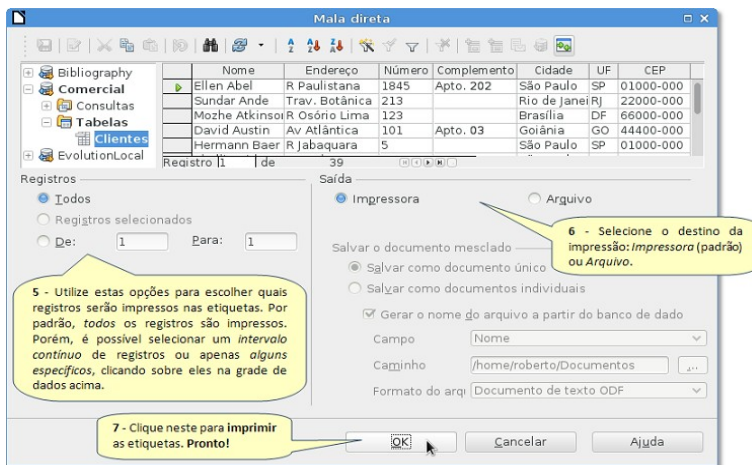 Mala direta
Bibliography
Comercial
Consultas
Tabelas
Clientes
EvolutionLocal
Nome Endereço Número Complemento Cidade UF CEP
Ellen Abel R Paulistana 1845 Apto. 202 São Paulo SP 01000-000
Sundar Ande Trav. Botânica 213 Rio de Janei RJ 22000-000
Mozhe Atkinso R Osório Lima 123 Brasília DF 66000-000
David Austin Av Atlântica 101 Apto. 03 Goiânia GO 44400-000
Hermann Baer R Jabaquara 5 São Paulo SP 01000-000
Registro 1 de 39
Registros
Todos
Registros selecionados
De: 1 Para: 1
5 - Utilize estas opções para escolher quais
registros serão impressos nas etiquetas. Por
padrão, todos os registros são impressos.
Porém, é possível selecionar um intervalo
contínuo de registros ou apenas alguns
específicos, clicando sobre eles na grade de
dados acima.
Saída
Impressora Arquivo
6 - Selecione o destino da
impressão: Impressora (padrão)
ou Arquivo.
Salvar o documento mesclado
Salvar como documento único
Salvar como documentos individuais
Gerar o nome do arquivo a partir do banco de dado
Campo Nome
Caminho /home/roberto/Documentos ...
Formato do arqi Documento de texto ODF
7 - Clique neste para imprimir
as etiquetas. Pronto!
OK Cancelar Ajuda